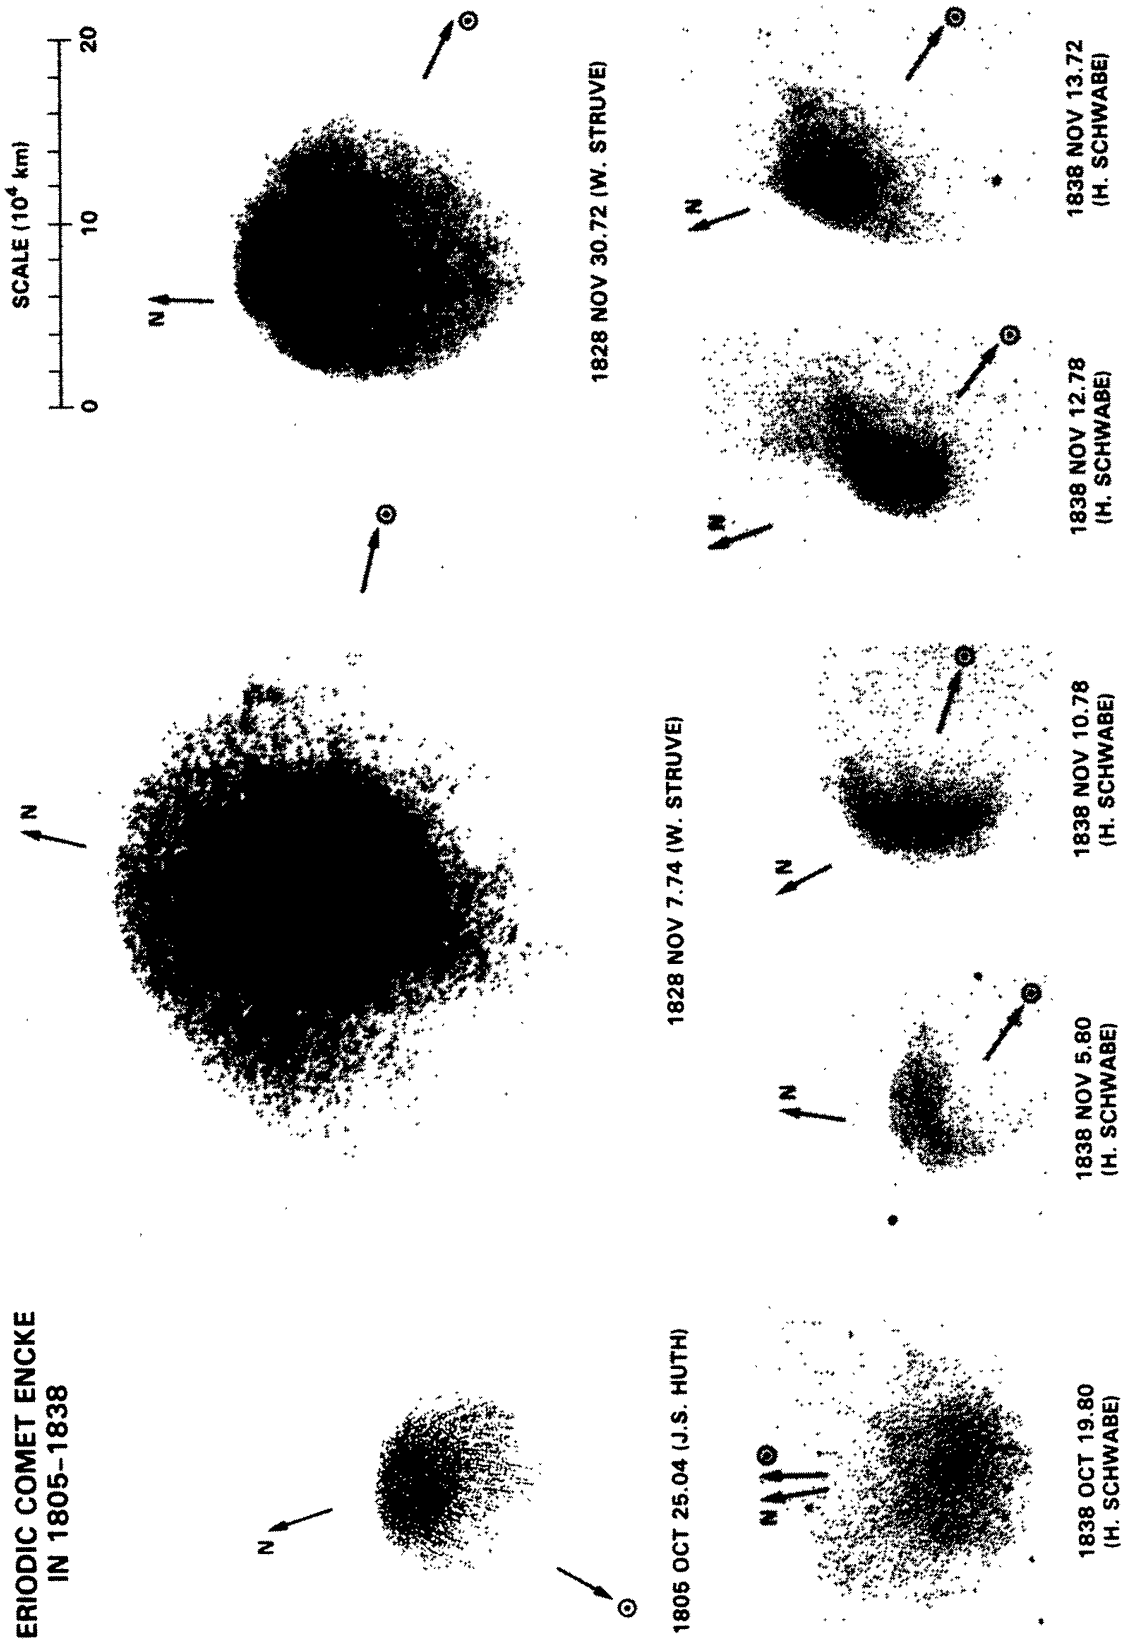 ERIODIC COMET ENCKE
IN 1805–1838
SCALE (10⁴ km)
0 10 20
N
N
N
1805 OCT 25.04 (J.S. HUTH)
1828 NOV 7.74 (W. STRUVE)
1828 NOV 30.72 (W. STRUVE)
N
N
N
N
N
1838 OCT 19.80
(H. SCHWABE)
1838 NOV 5.80
(H. SCHWABE)
1838 NOV 10.78
(H. SCHWABE)
1838 NOV 12.78
(H. SCHWABE)
1838 NOV 13.72
(H. SCHWABE)